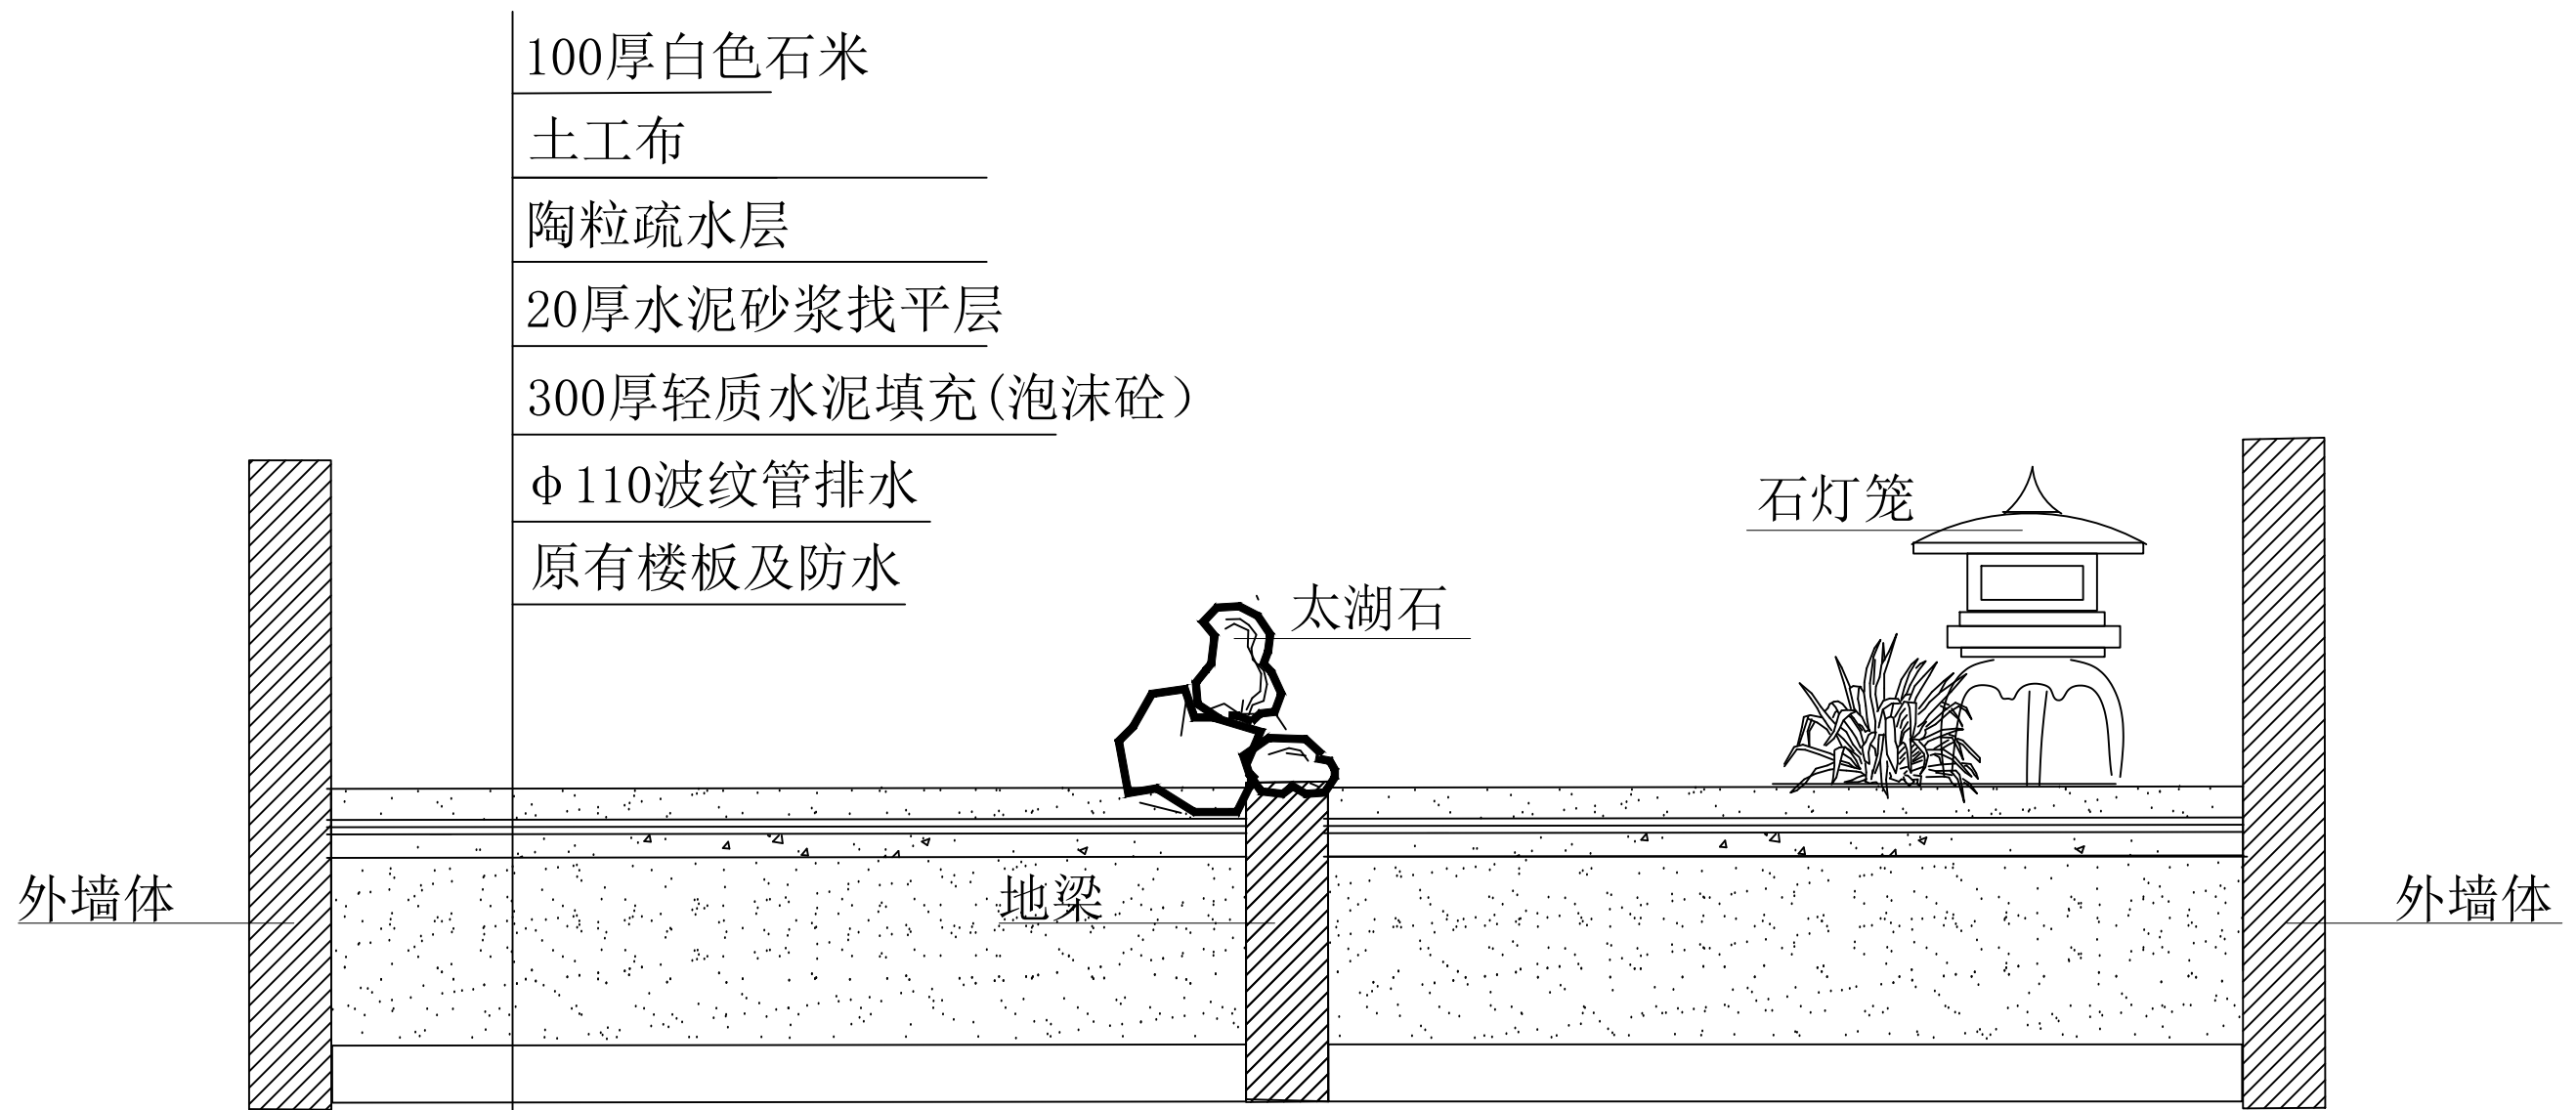 100厚白色石米
土工布
陶粒疏水层
20厚水泥砂浆找平层
300厚轻质水泥填充(泡沫砼）
ф110波纹管排水
原有楼板及防水
石灯笼
太湖石
外墙体
地梁
外墙体